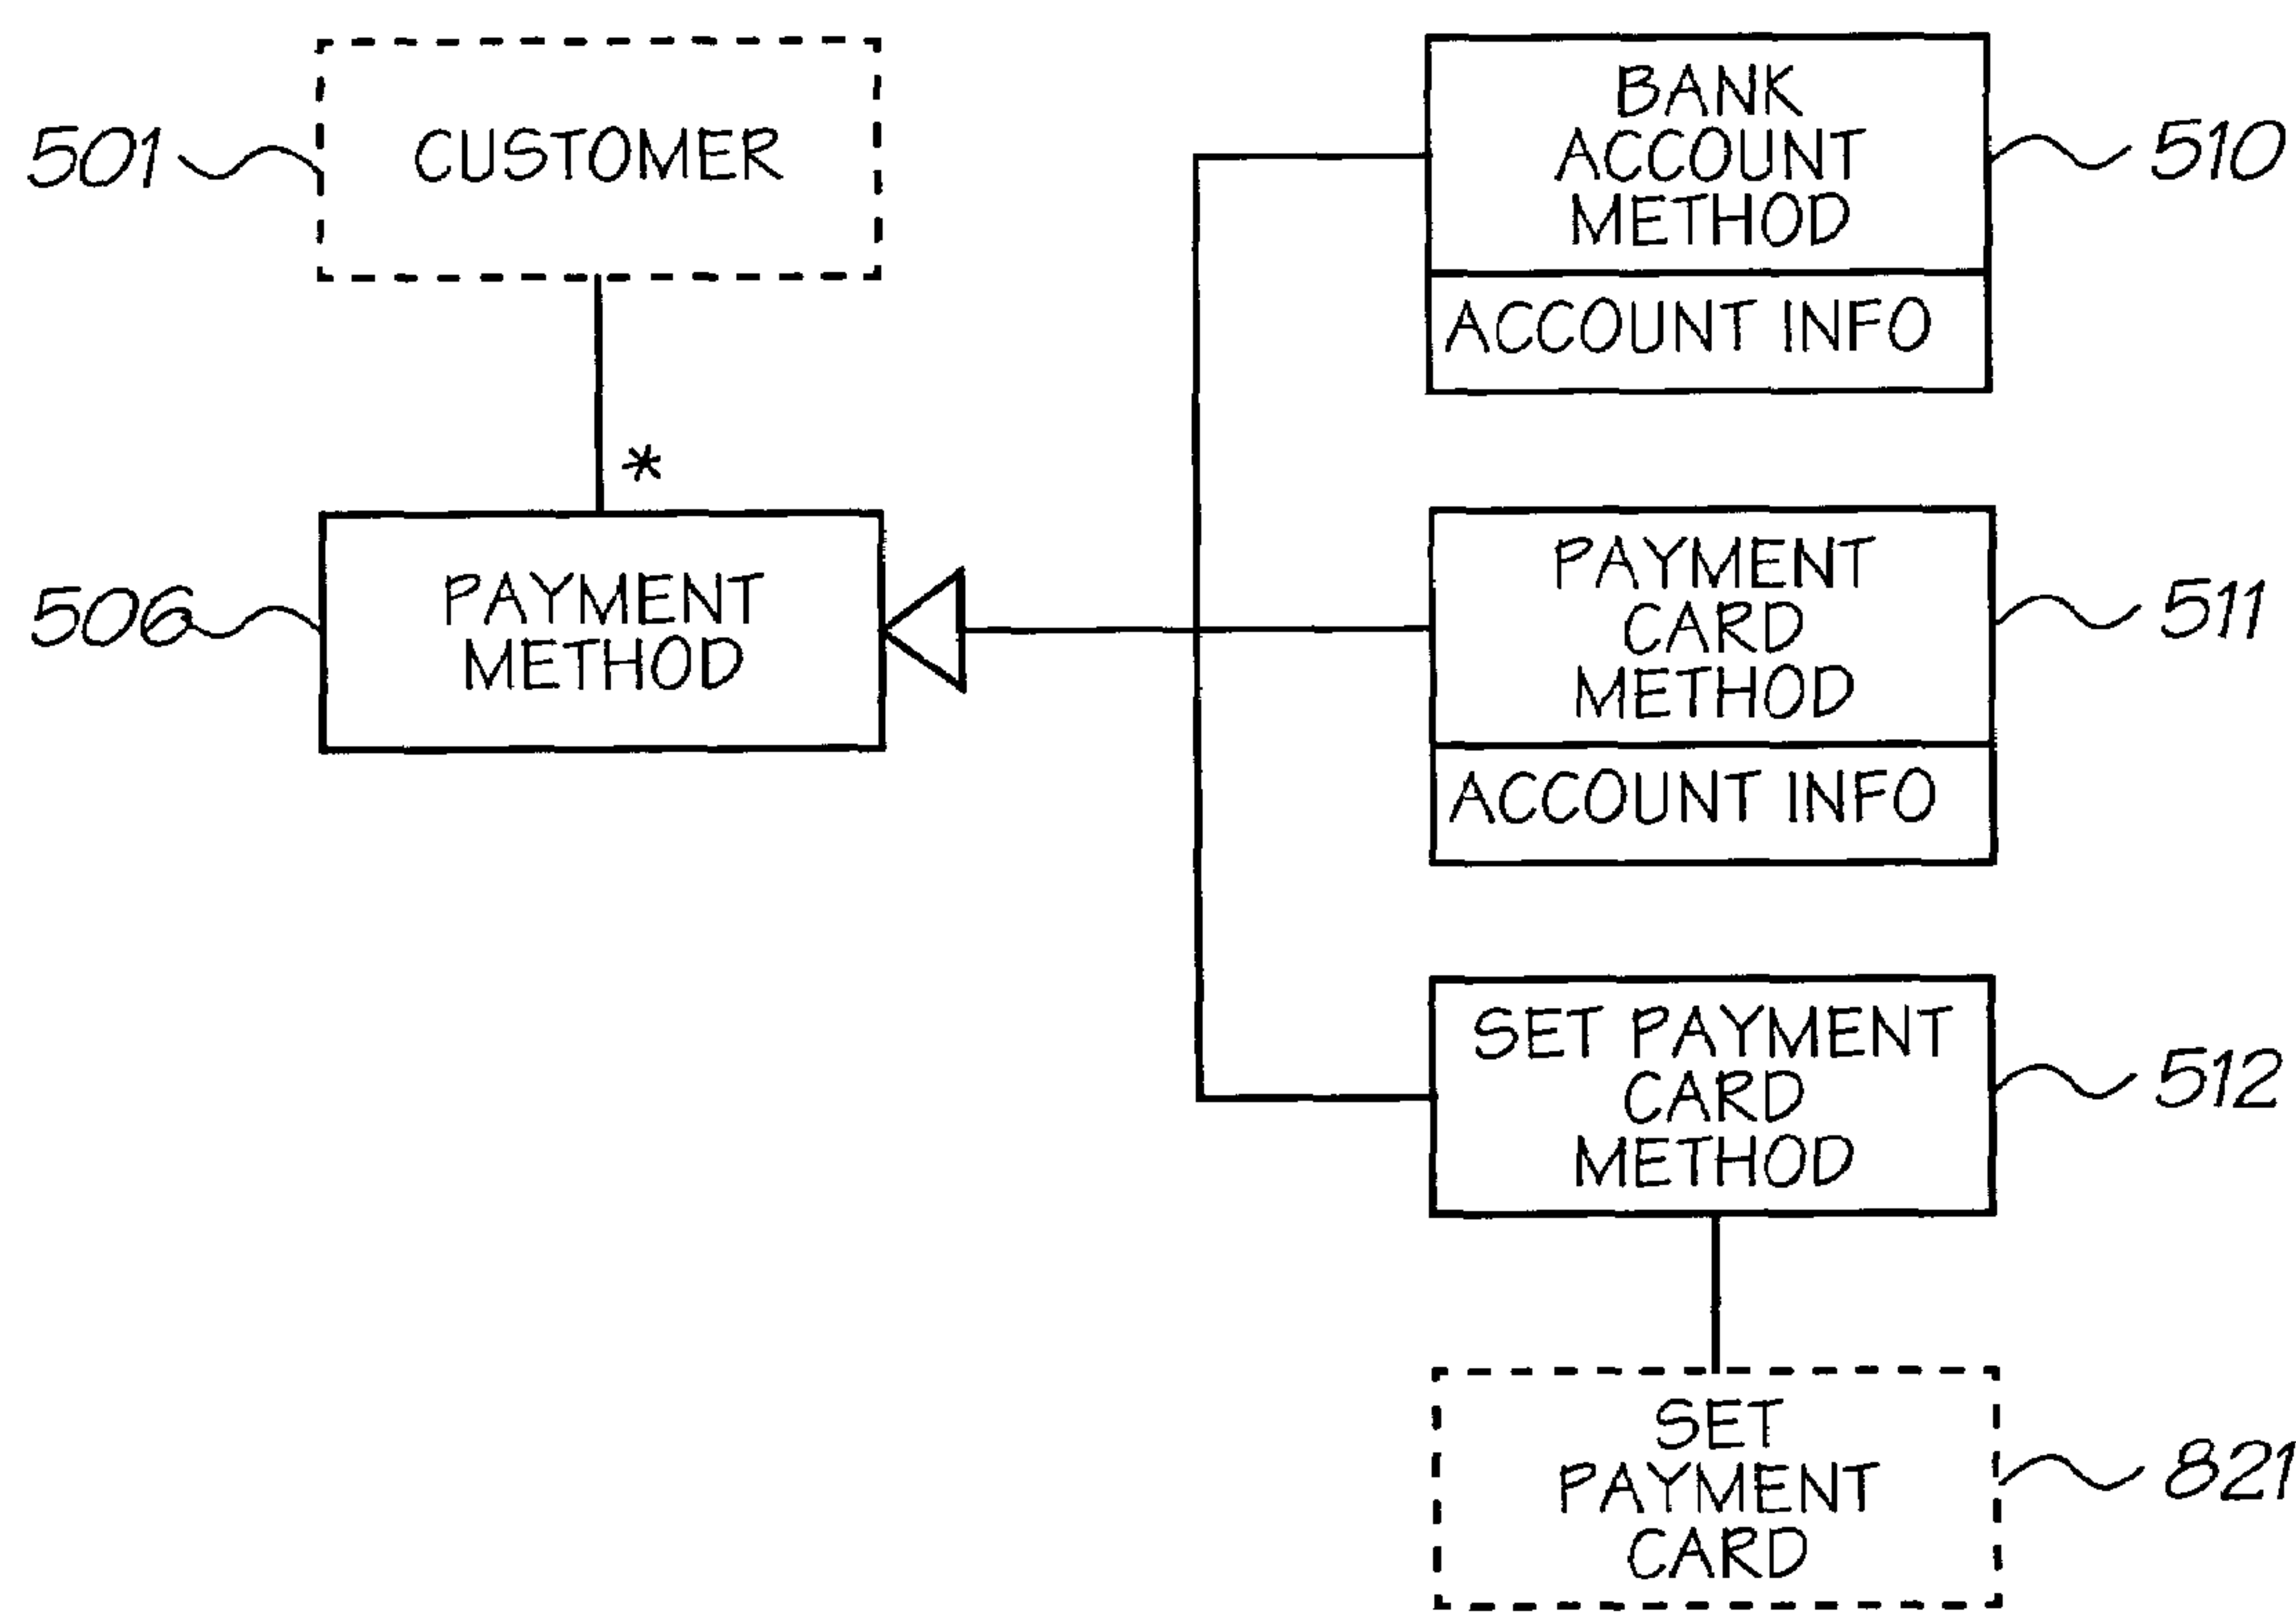 501
CUSTOMER
*
506
PAYMENT
METHOD
BANK
ACCOUNT
METHOD
ACCOUNT INFO
510
PAYMENT
CARD
METHOD
ACCOUNT INFO
511
SET PAYMENT
CARD
METHOD
512
SET
PAYMENT
CARD
821